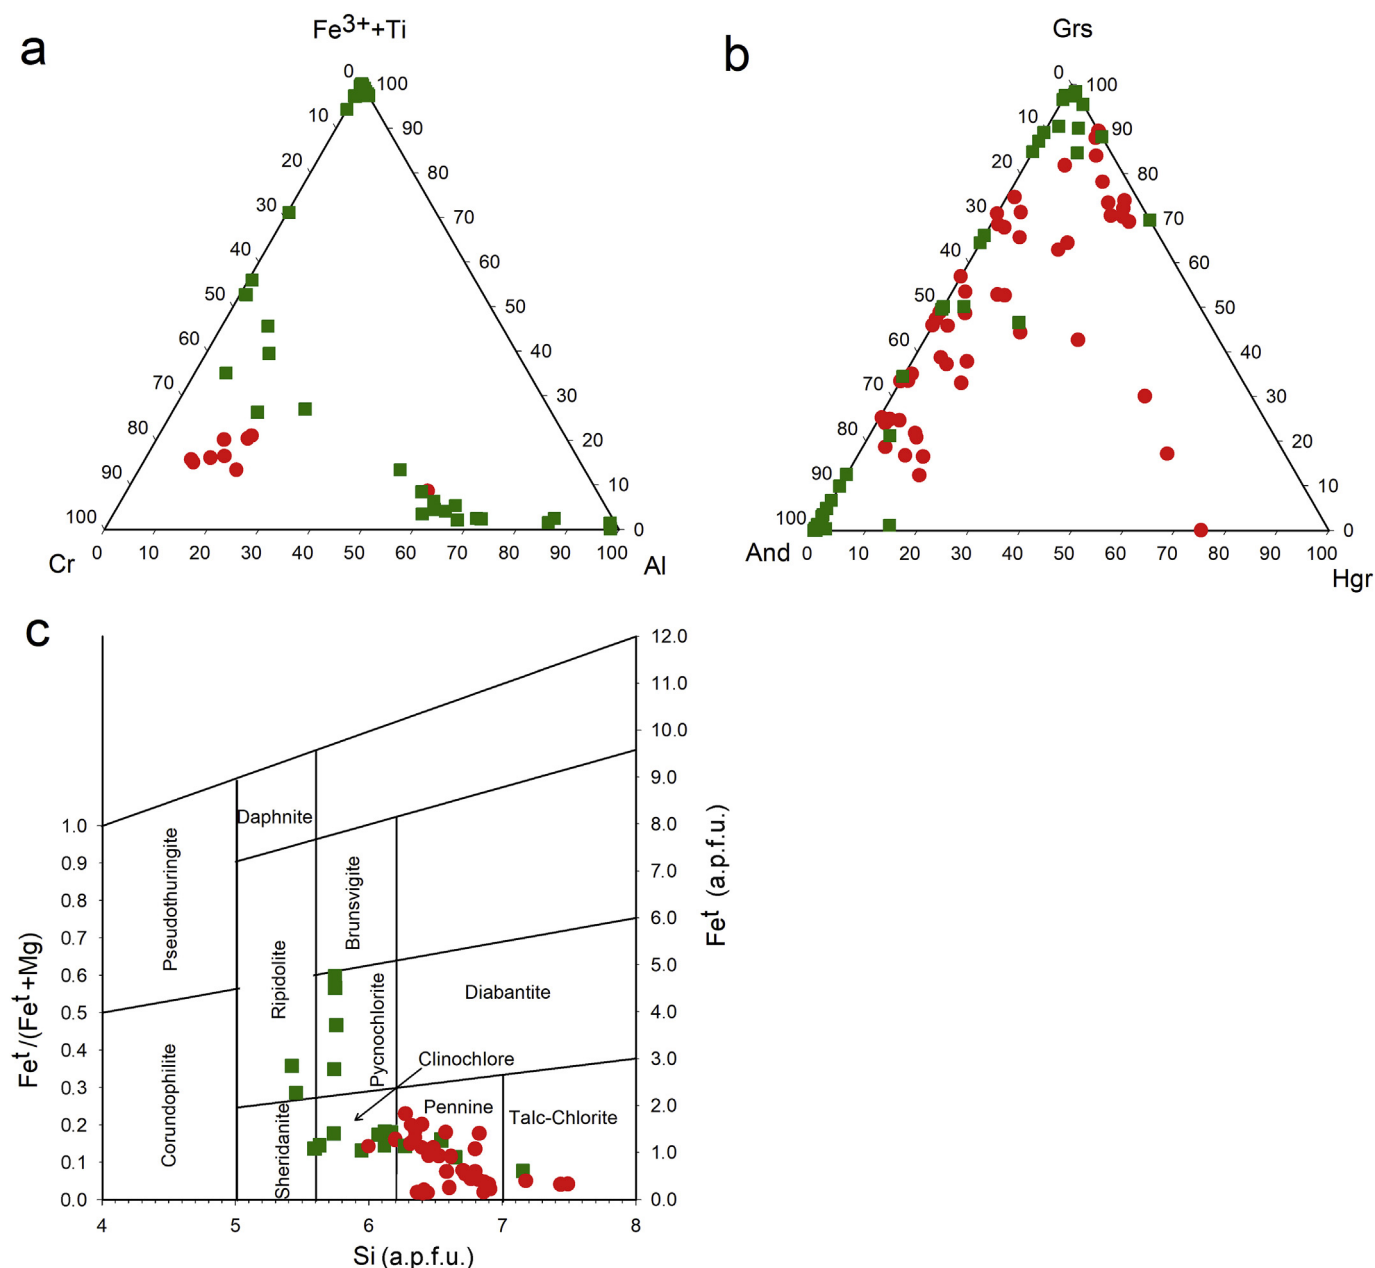 a
Fe3++Ti
0
100
10
90
20
80
30
70
40
60
50
50
60
40
70
30
80
20
90
10
100
0
0 10 20 30 40 50 60 70 80 90 100
Cr
Al
b
Grs
0
100
10
90
20
80
30
70
40
60
50
50
60
40
70
30
80
20
90
10
100
0
0 10 20 30 40 50 60 70 80 90 100
And
Hgr
c
12.0
11.0
10.0
9.0
8.0
7.0
6.0
5.0
4.0
3.0
2.0
1.0
0.0
Fet (a.p.f.u.)
1.0
0.9
0.8
0.7
0.6
0.5
0.4
0.3
0.2
0.1
0.0
Fet/(Fet+Mg)
Daphnite
Pseudothuringite
Brunsvigite
Ripidolite
Pycnochlorite
Diabantite
Corundophilite
Clinochlore
Sheridanite
Pennine
Talc-Chlorite
4 5 6 7 8
Si (a.p.f.u.)